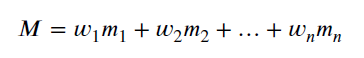 M = w₁m₁ + w₂m₂ + … + wₙmₙ